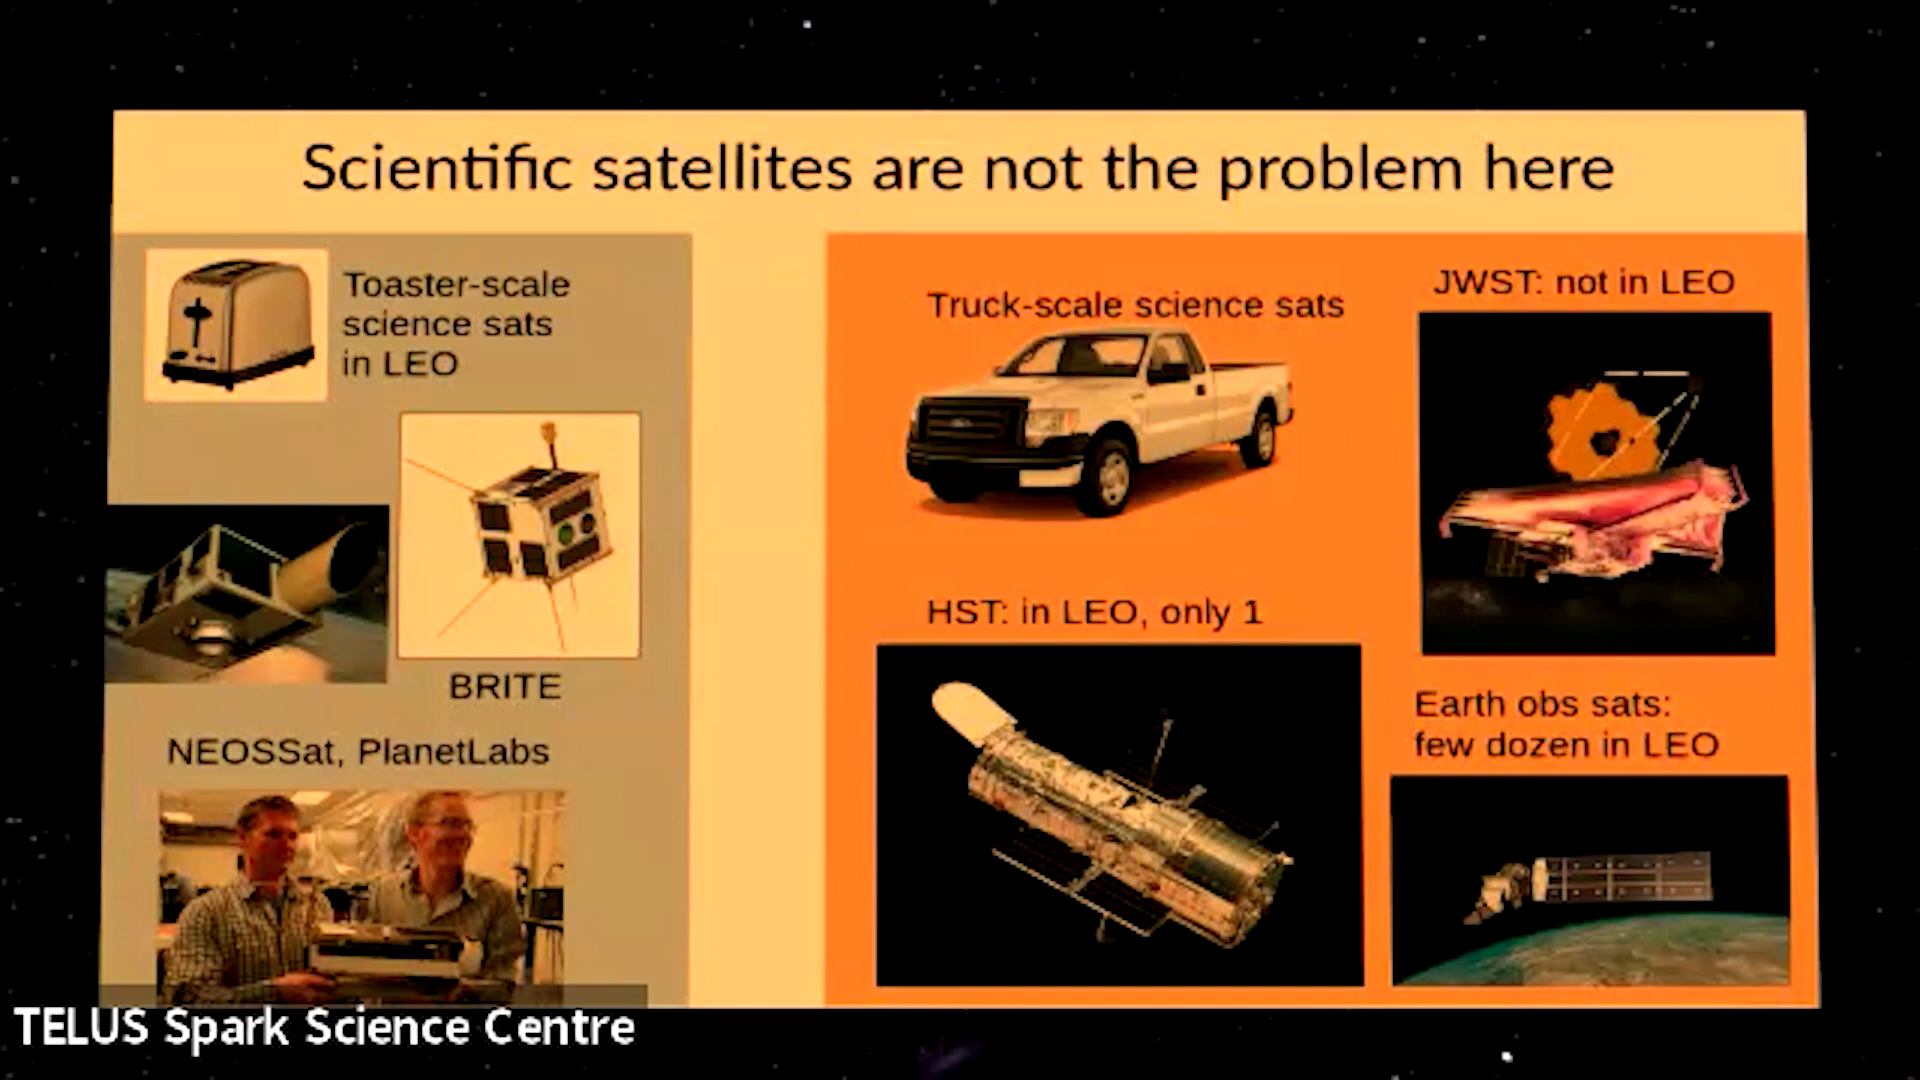 Scientific satellites are not the problem here
Toaster-scale
science sats
in LEO
BRITE
NEOSSat, PlanetLabs
Truck-scale science sats
HST: in LEO, only 1
JWST: not in LEO
Earth obs sats:
few dozen in LEO
TELUS Spark Science Centre